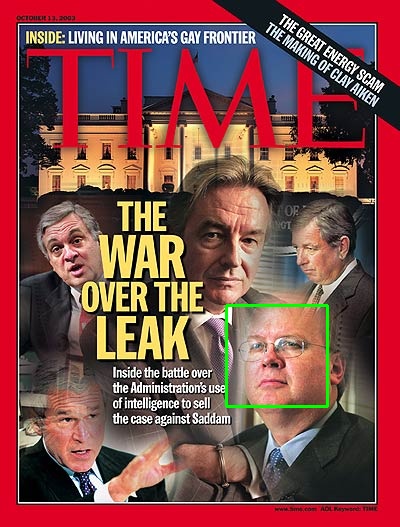 OCTOBER 13, 2003
INSIDE: LIVING IN AMERICA'S GAY FRONTIER
THE GREAT ENERGY SCAM
THE MAKING OF CLAY AIKEN
TIME
THE
WAR
OVER THE
LEAK
Inside the battle over
the Administration's use
of intelligence to sell
the case against Saddam
www.time.com AOL Keyword: TIME